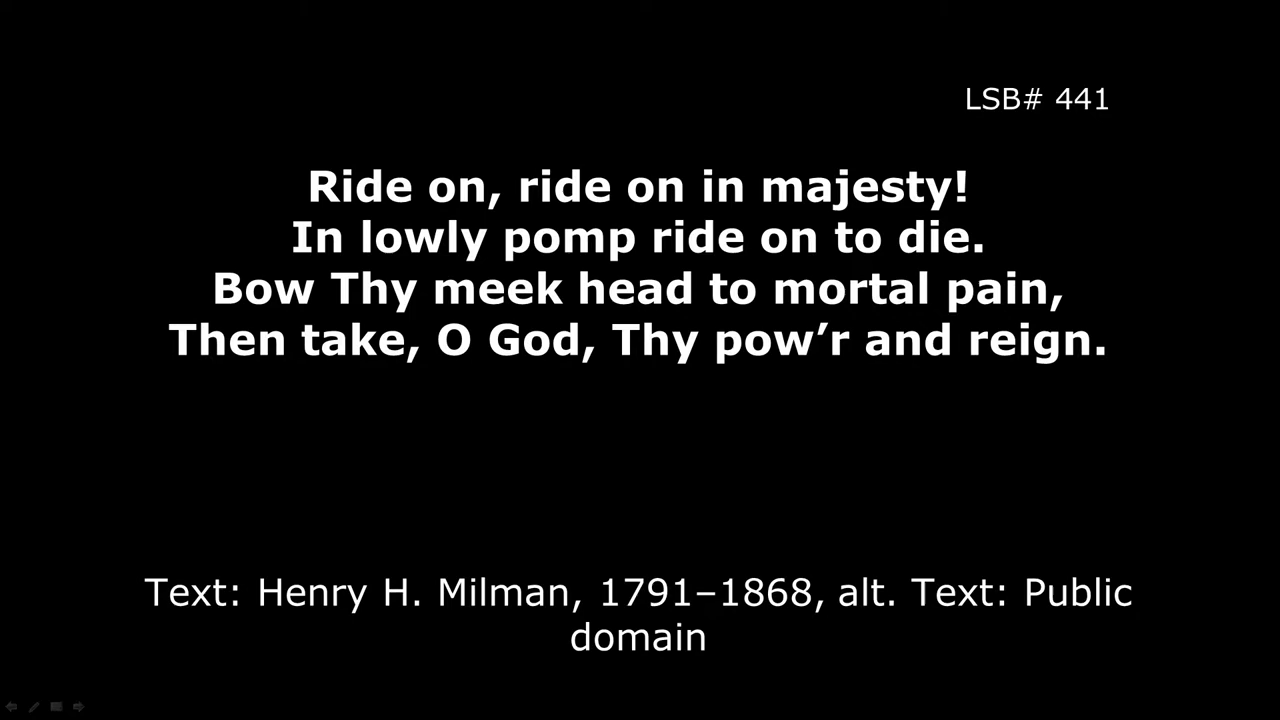 LSB# 441
Ride on, ride on in majesty!
In lowly pomp ride on to die.
Bow Thy meek head to mortal pain,
Then take, O God, Thy pow’r and reign.
Text: Henry H. Milman, 1791–1868, alt. Text: Public
domain